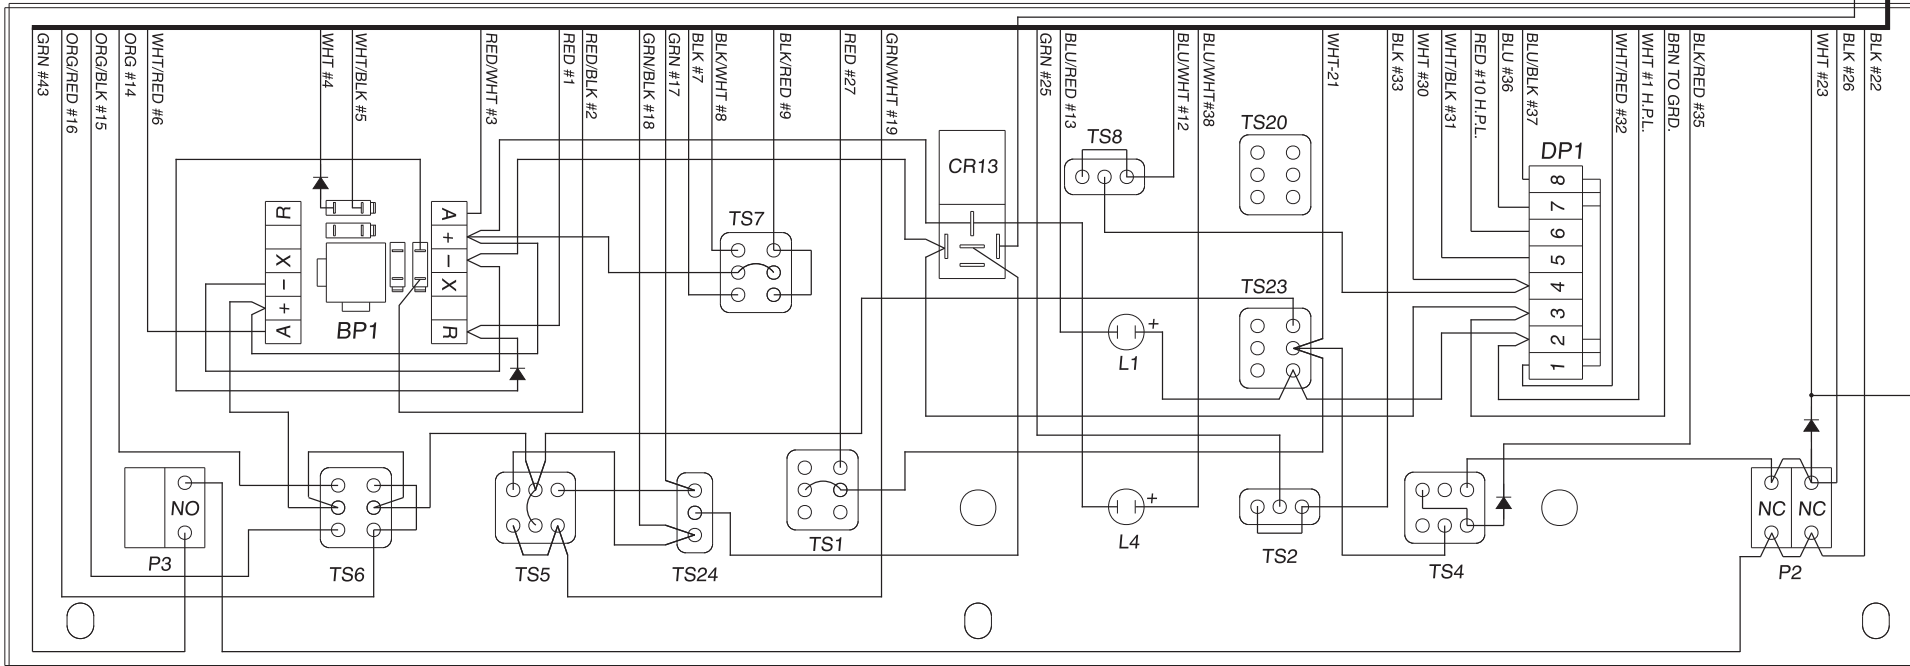 GRN #43
ORG/RED #16
ORG/BLK #15
ORG #14
WHT/RED #6
WHT #4
WHT/BLK #5
RED/WHT #3
RED #1
RED/BLK #2
GRN/BLK #18
GRN #17
BLK #7
BLK/WHT #8
BLK/RED #9
RED #27
GRN/WHT #19
GRN #25
BLU/RED #13
BLU/WHT #12
BLU/WHT#38
WHT-21
BLK #33
WHT #30
WHT/BLK #31
RED #10 H.P.L.
BLU #36
BLU/BLK #37
WHT/RED #32
WHT #1 H.P.L.
BRN TO GRD.
BLK/RED #35
WHT #23
BLK #26
BLK #22
R
X
–
+
A
BP1
A
+
–
X
R
TS7
CR13
TS8
TS20
DP1
8
7
6
5
4
3
2
1
TS23
L1
+
L4
+
NO
P3
TS6
TS5
TS24
TS1
TS2
TS4
NC
NC
P2